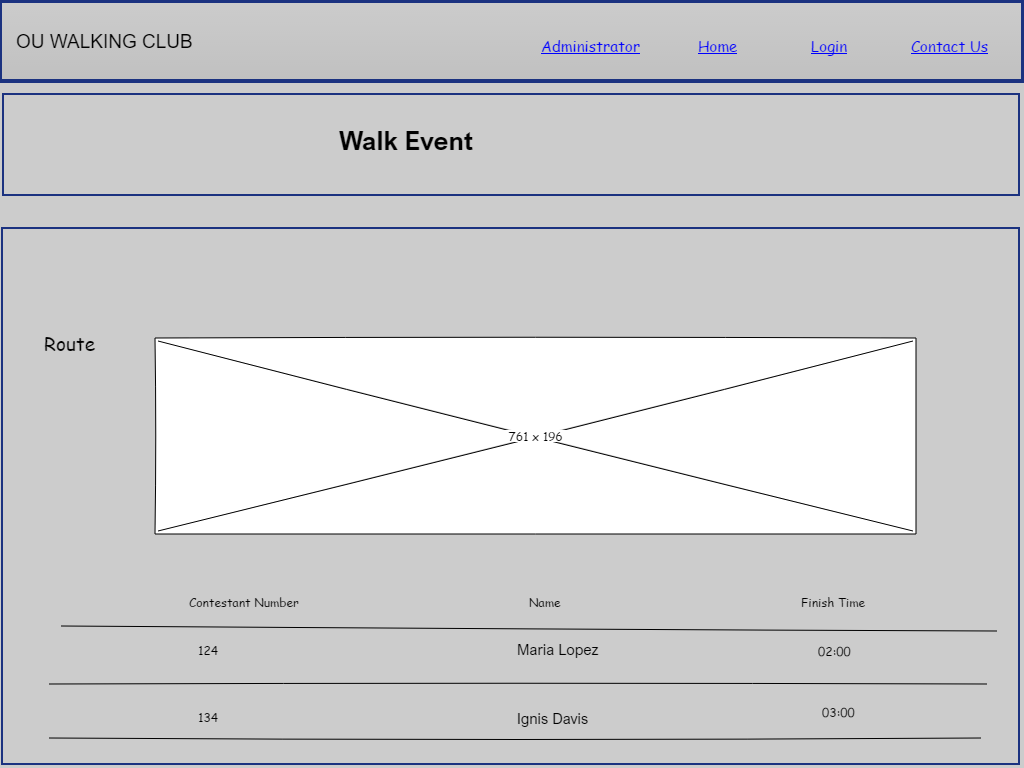 OU WALKING CLUB
Administrator Home Login Contact Us
Walk Event
Route
761 x 196
Contestant Number Name Finish Time
124 Maria Lopez 02:00
134 Ignis Davis 03:00